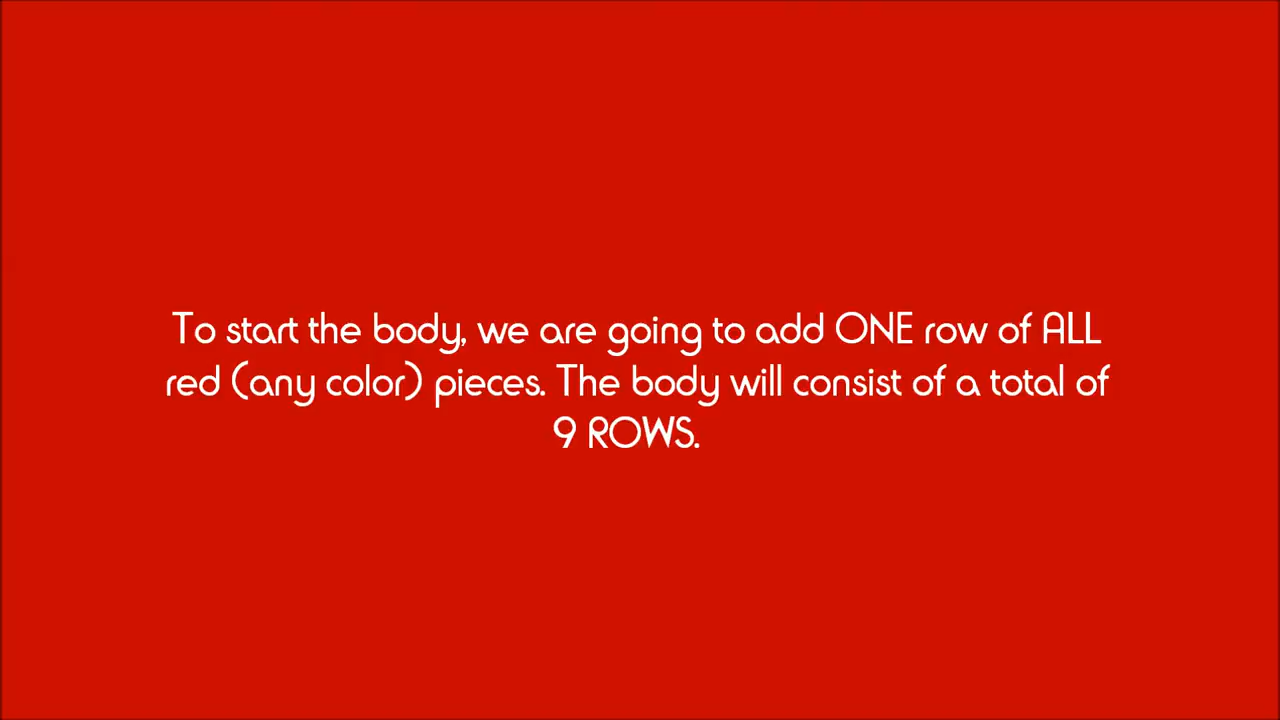 To start the body, we are going to add ONE row of ALL
red (any color) pieces. The body will consist of a total of
9 ROWS.